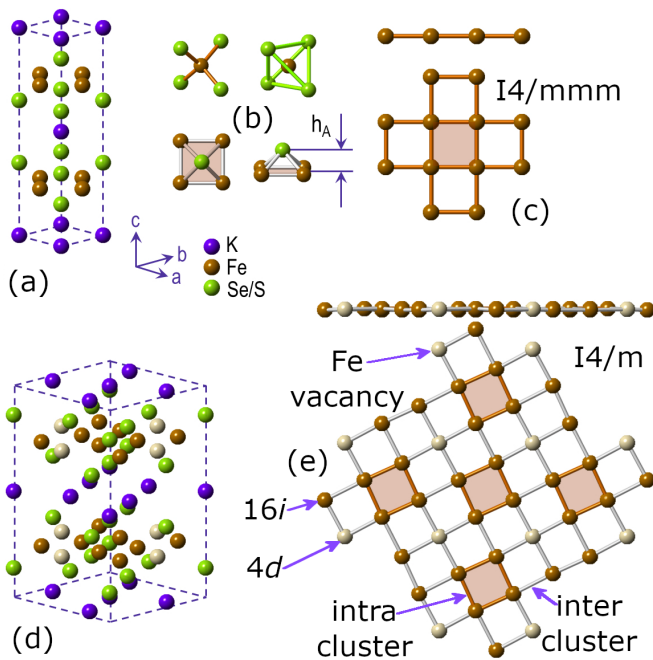 (b)
h_A
I4/mmm
(c)
c
b
a
K
Fe
Se/S
(a)
Fe
vacancy
I4/m
(e)
16i
4d
intra
cluster
inter
cluster
(d)